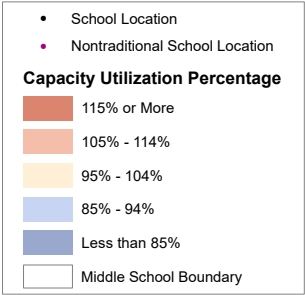 School Location
Nontraditional School Location
Capacity Utilization Percentage
115% or More
105% - 114%
95% - 104%
85% - 94%
Less than 85%
Middle School Boundary